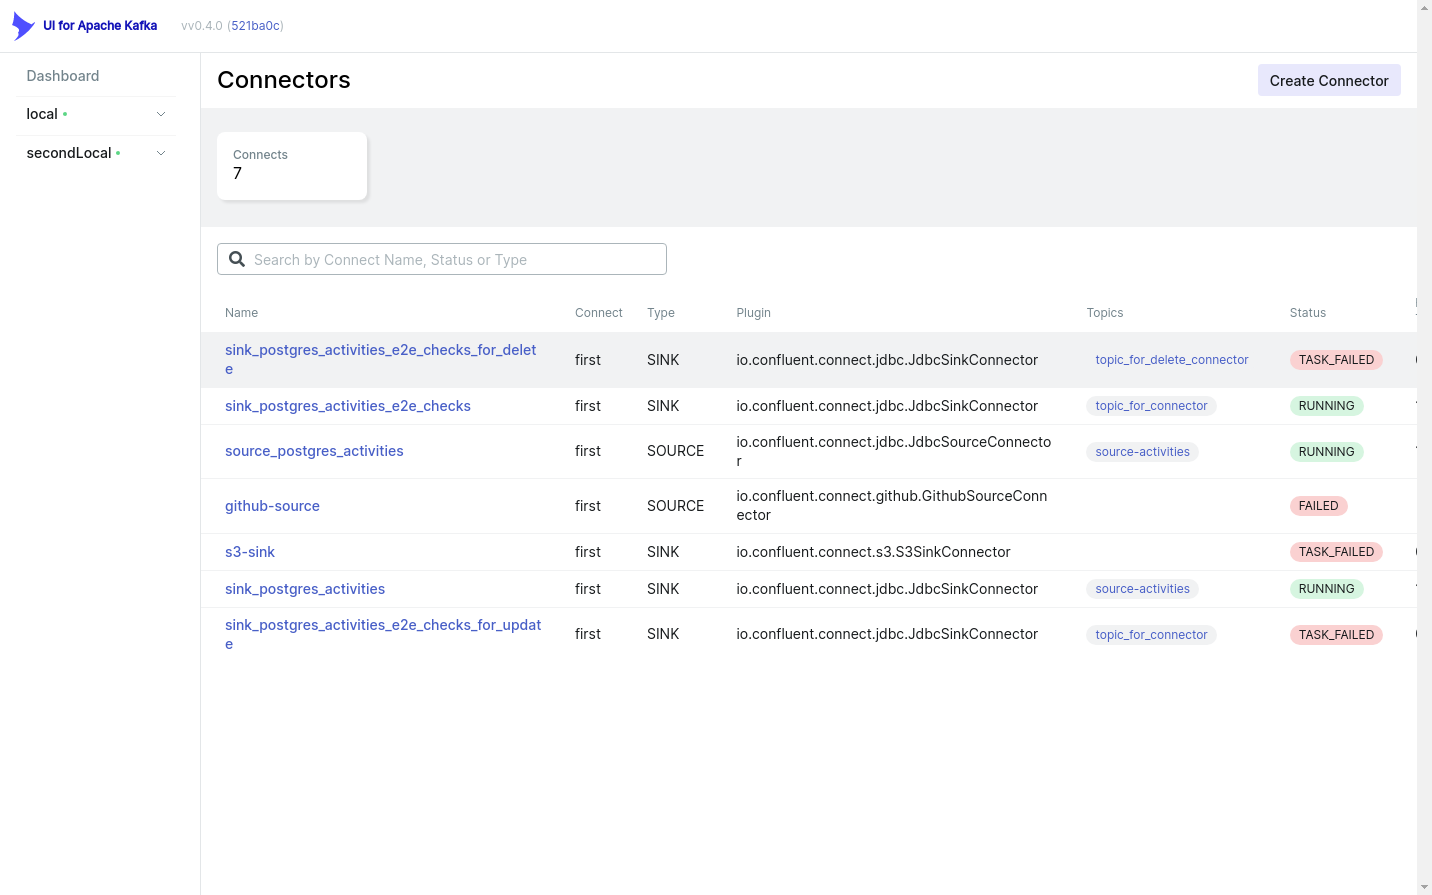 UI for Apache Kafka vv0.4.0 (521ba0c)
Dashboard
local
secondLocal
Connectors
Create Connector
Connects
7
Search by Connect Name, Status or Type
Name Connect Type Plugin Topics Status
sink_postgres_activities_e2e_checks_for_delet
e
first SINK io.confluent.connect.jdbc.JdbcSinkConnector topic_for_delete_connector TASK_FAILED
sink_postgres_activities_e2e_checks first SINK io.confluent.connect.jdbc.JdbcSinkConnector topic_for_connector RUNNING
source_postgres_activities first SOURCE io.confluent.connect.jdbc.JdbcSourceConnecto
r
source-activities RUNNING
github-source first SOURCE io.confluent.connect.github.GithubSourceConn
ector
FAILED
s3-sink first SINK io.confluent.connect.s3.S3SinkConnector TASK_FAILED
sink_postgres_activities first SINK io.confluent.connect.jdbc.JdbcSinkConnector source-activities RUNNING
sink_postgres_activities_e2e_checks_for_updat
e
first SINK io.confluent.connect.jdbc.JdbcSinkConnector topic_for_connector TASK_FAILED